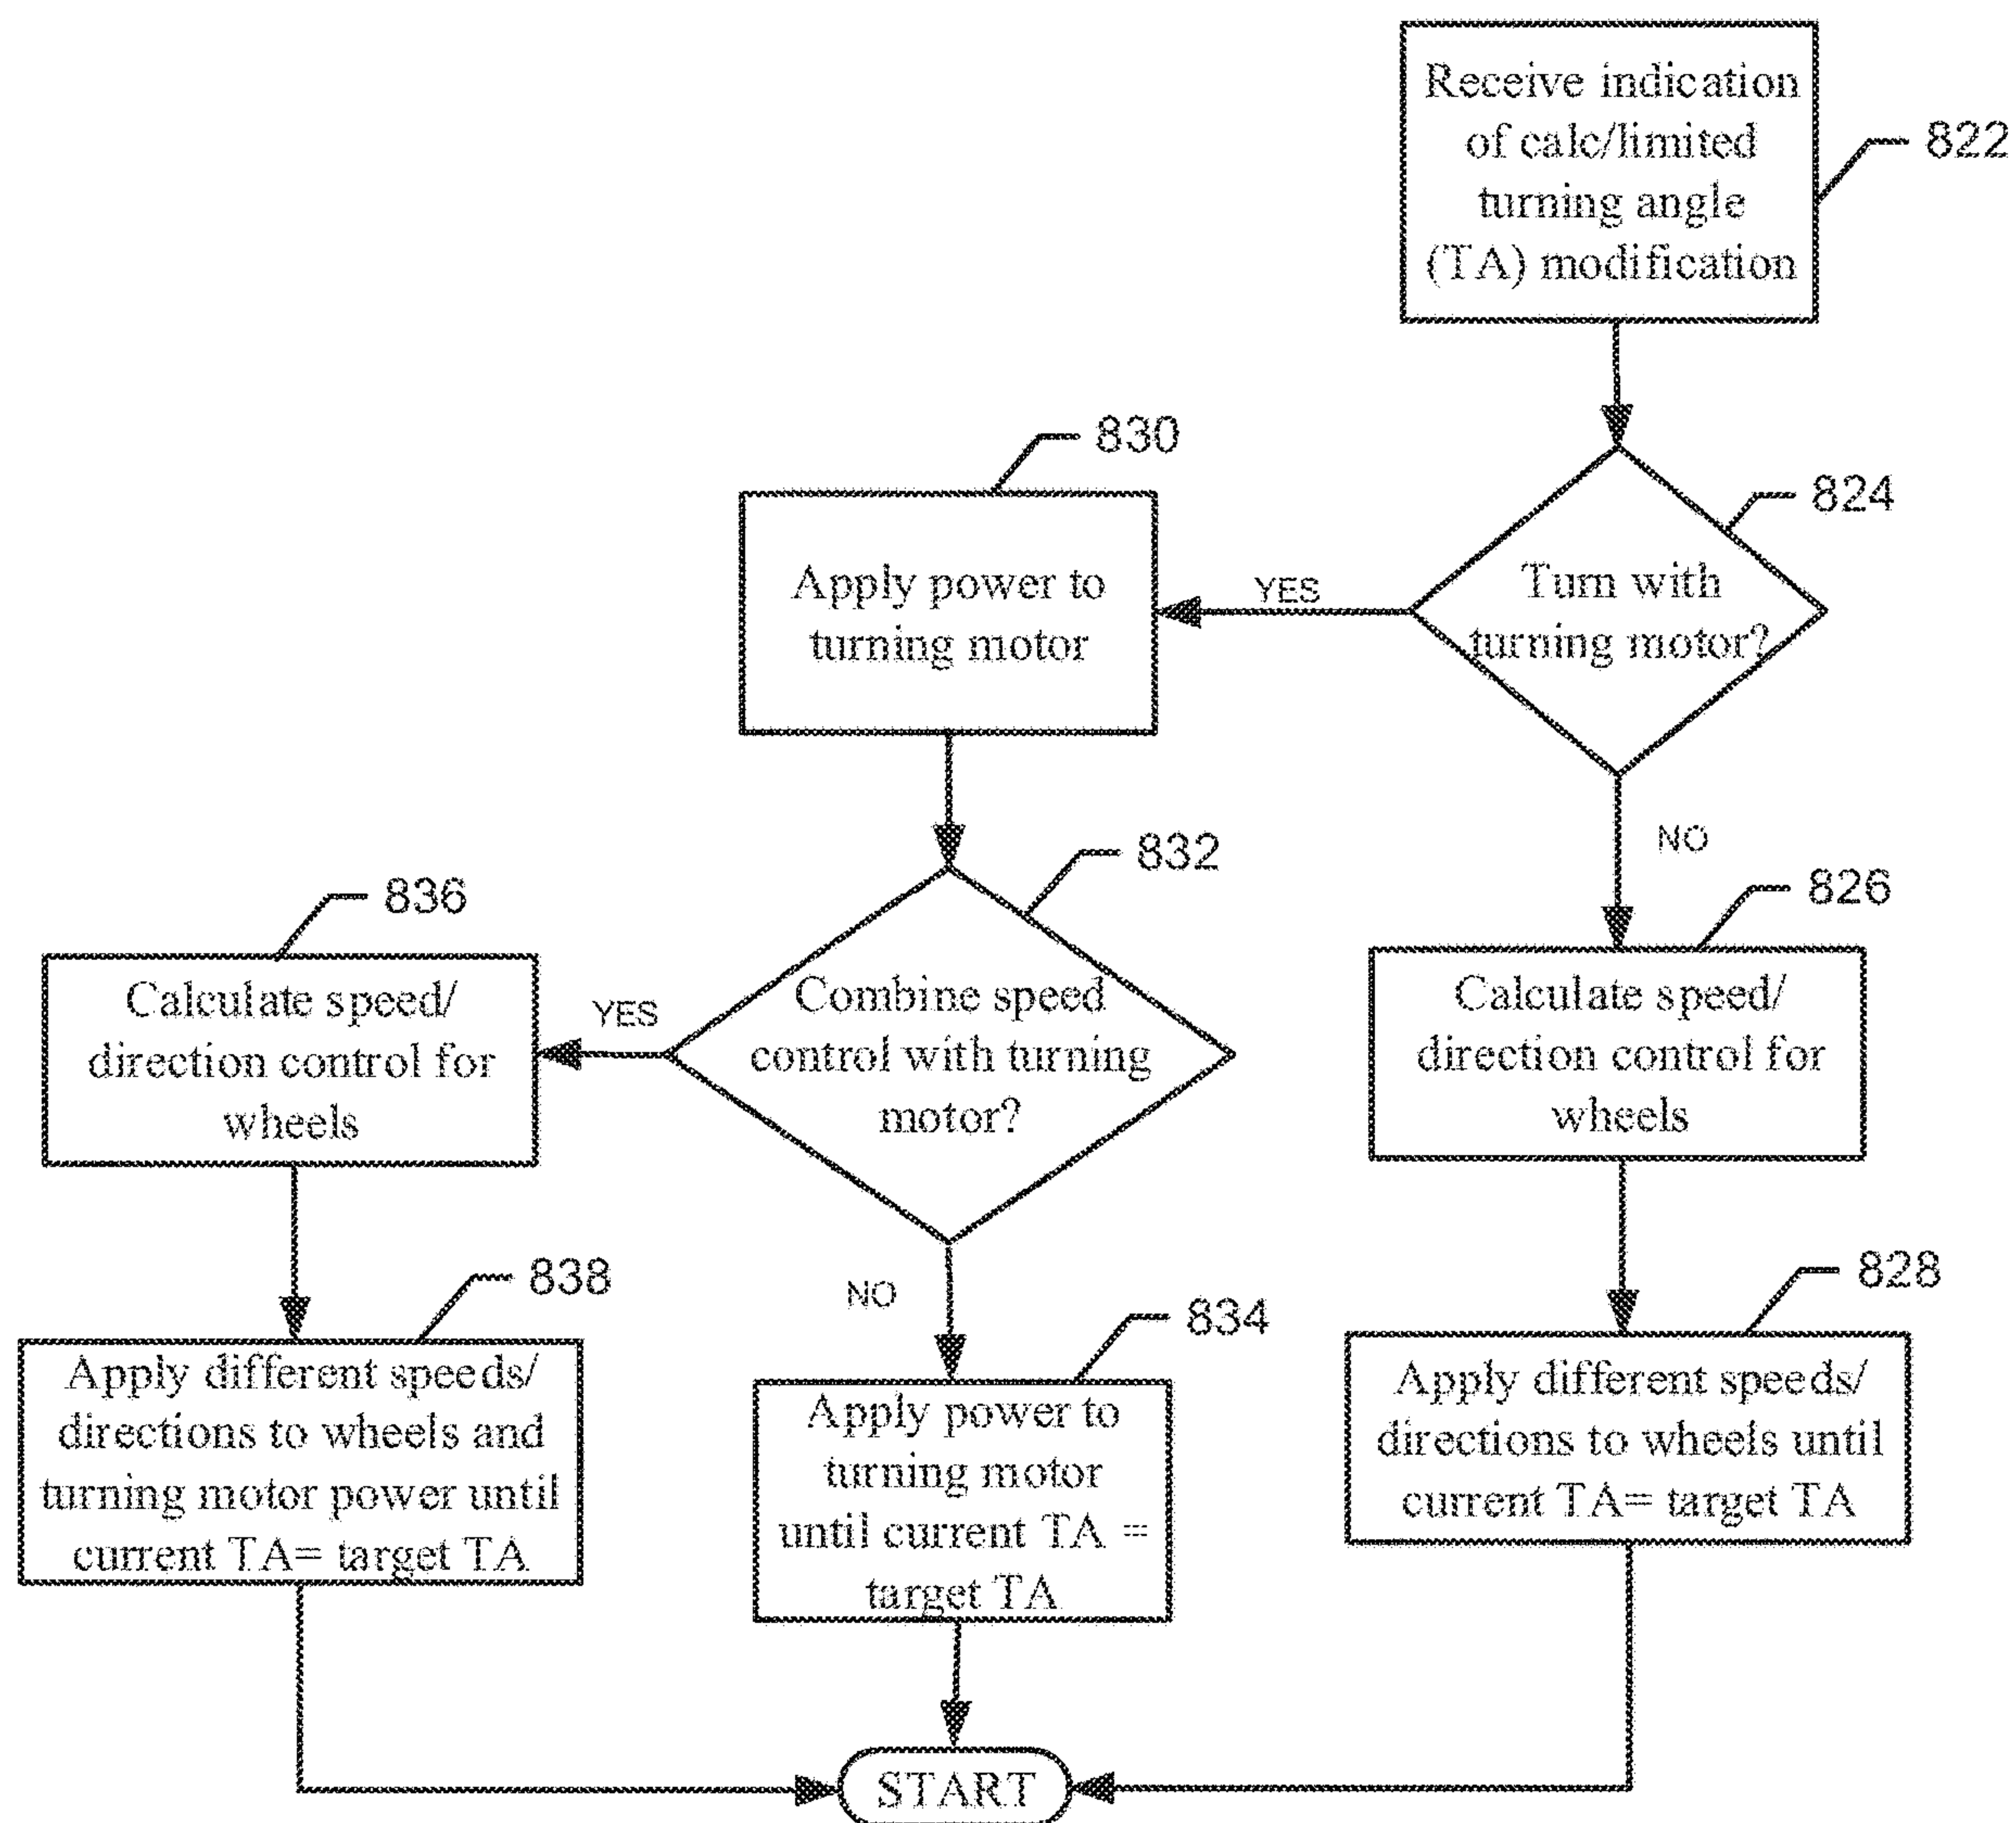 Receive indication
of calc/limited
turning angle
(TA) modification
822
824
Turn with
turning motor?
YES
830
Apply power to
turning motor
NO
832
Combine speed
control with turning
motor?
YES
836
Calculate speed/
direction control for
wheels
826
Calculate speed/
direction control for
wheels
838
Apply different speeds/
directions to wheels and
turning motor power until
current TA= target TA
NO
834
Apply power to
turning motor
until current TA =
target TA
828
Apply different speeds/
directions to wheels until
current TA= target TA
START